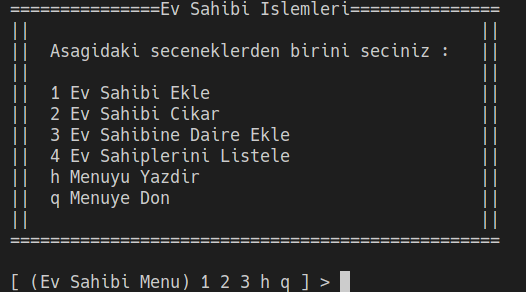 ===============Ev Sahibi Islemleri===============
||                                             ||
||  Asagidaki seceneklerden birini seciniz :   ||
||                                             ||
||  1 Ev Sahibi Ekle                           ||
||  2 Ev Sahibi Cikar                          ||
||  3 Ev Sahibine Daire Ekle                   ||
||  4 Ev Sahiplerini Listele                   ||
||  h Menuyu Yazdir                            ||
||  q Menuye Don                               ||
||                                             ||
=================================================
[ (Ev Sahibi Menu) 1 2 3 h q ] >